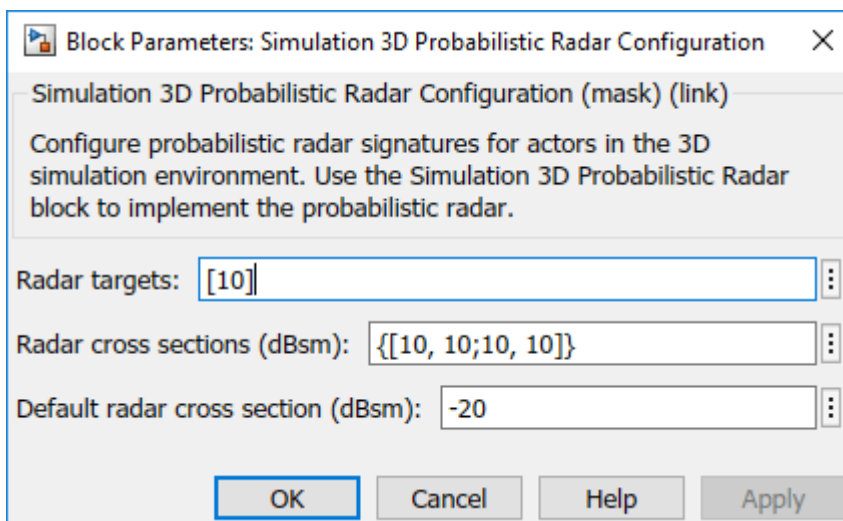 Block Parameters: Simulation 3D Probabilistic Radar Configuration
Simulation 3D Probabilistic Radar Configuration (mask) (link)
Configure probabilistic radar signatures for actors in the 3D
simulation environment. Use the Simulation 3D Probabilistic Radar
block to implement the probabilistic radar.
Radar targets: [10]
Radar cross sections (dBsm): {[10, 10;10, 10]}
Default radar cross section (dBsm): -20
OK Cancel Help Apply